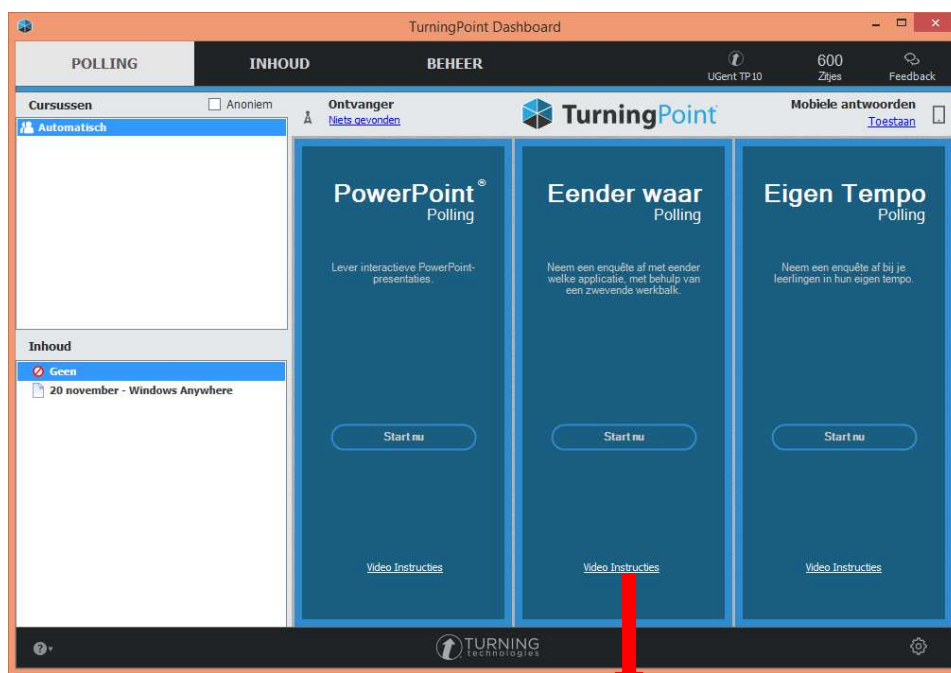 TurningPoint Dashboard
POLLING
INHOUD
BEHEER
UGent TP10
600
Zitjes
Feedback
Cursussen
Anoniem
Automatisch
Ontvanger
Niets gevonden
TurningPoint
Mobiele antwoorden
Toestaan
PowerPoint®
Polling
Lever interactieve PowerPoint-
presentaties.
Start nu
Video Instructies
Eender waar
Polling
Neem een enquête af met eender
welke applicatie, met behulp van
een zwevende werkbalk.
Start nu
Video Instructies
Eigen Tempo
Polling
Neem een enquête af bij je
leerlingen in hun eigen tempo.
Start nu
Video Instructies
Inhoud
Geen
20 november - Windows Anywhere
TURNING
technologies